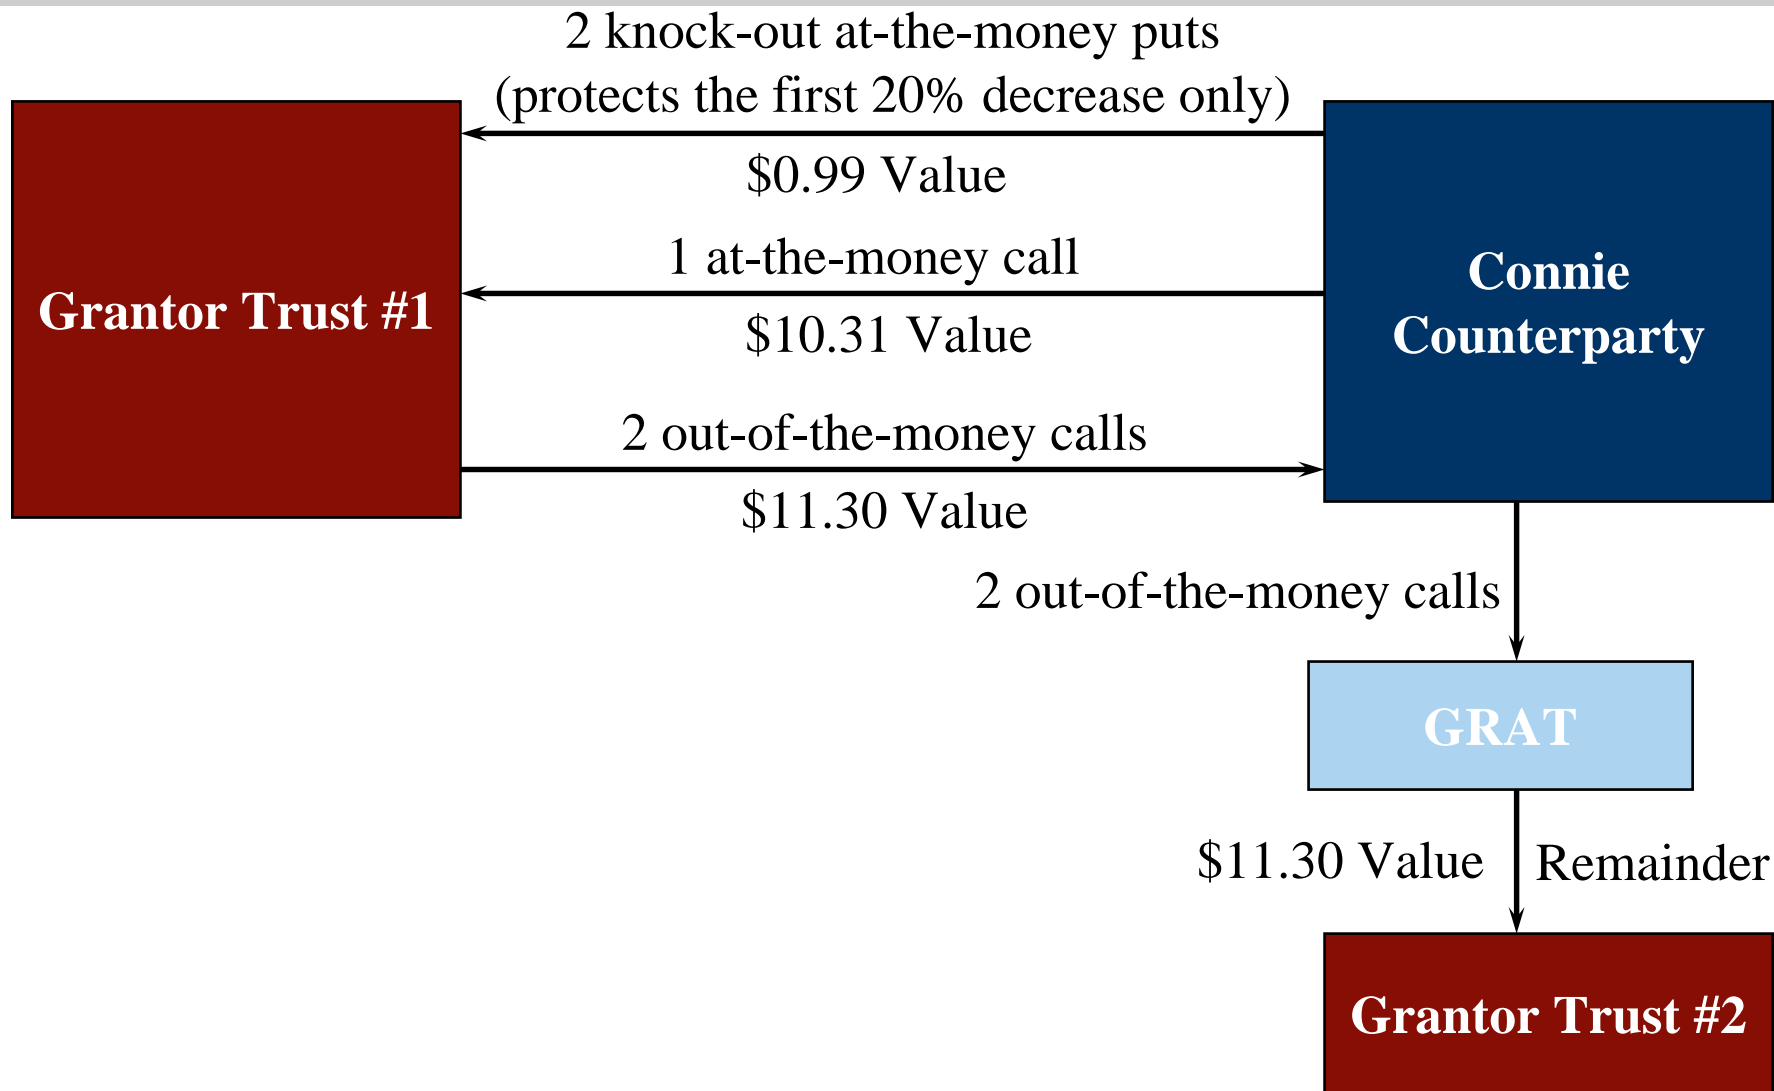 2 knock-out at-the-money puts
(protects the first 20% decrease only)
$0.99 Value
1 at-the-money call
$10.31 Value
2 out-of-the-money calls
$11.30 Value
Grantor Trust #1
Connie
Counterparty
2 out-of-the-money calls
GRAT
$11.30 Value
Remainder
Grantor Trust #2